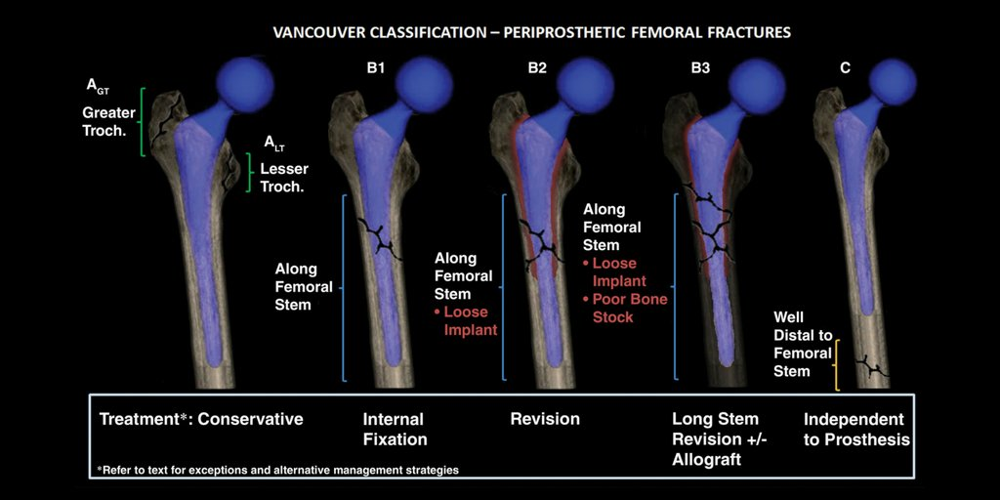 VANCOUVER CLASSIFICATION – PERIPROSTHETIC FEMORAL FRACTURES
AGT
Greater
Troch.
ALT
Lesser
Troch.
B1
Along
Femoral
Stem
B2
Along
Femoral
Stem
• Loose
Implant
B3
Along
Femoral
Stem
• Loose
Implant
• Poor Bone
Stock
C
Well
Distal to
Femoral
Stem
Treatment*: Conservative
Internal
Fixation
Revision
Long Stem
Revision +/-
Allograft
Independent
to Prosthesis
*Refer to text for exceptions and alternative management strategies